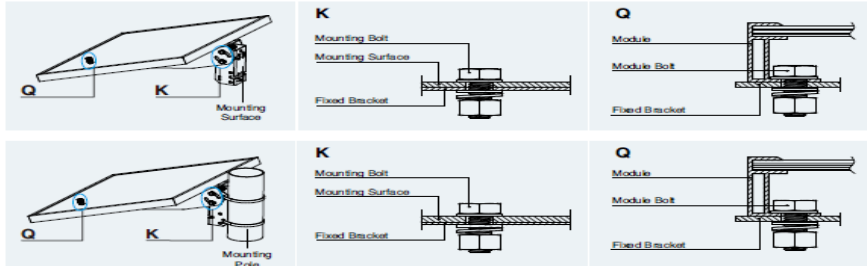 K
Q
Mounting Bolt
Mounting Surface
Fixed Bracket
Module
Module Bolt
Fixed Bracket
Q
K
Mounting
Surface
K
Q
Mounting Bolt
Mounting Surface
Fixed Bracket
Module
Module Bolt
Fixed Bracket
Q
K
Mounting
Pole